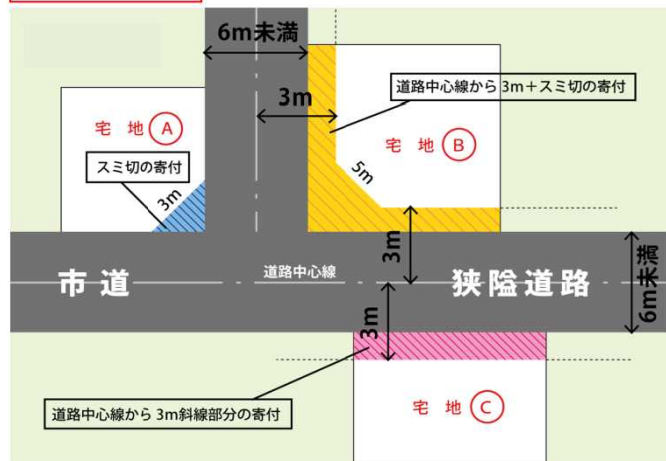 6m未満
3m
道路中心線から3m＋スミ切の寄付
宅 地 A
宅 地 B
スミ切の寄付
3m
5m
3m
市道
道路中心線
狭隘道路
6m未満
3m
道路中心線から3m斜線部分の寄付
宅 地 C